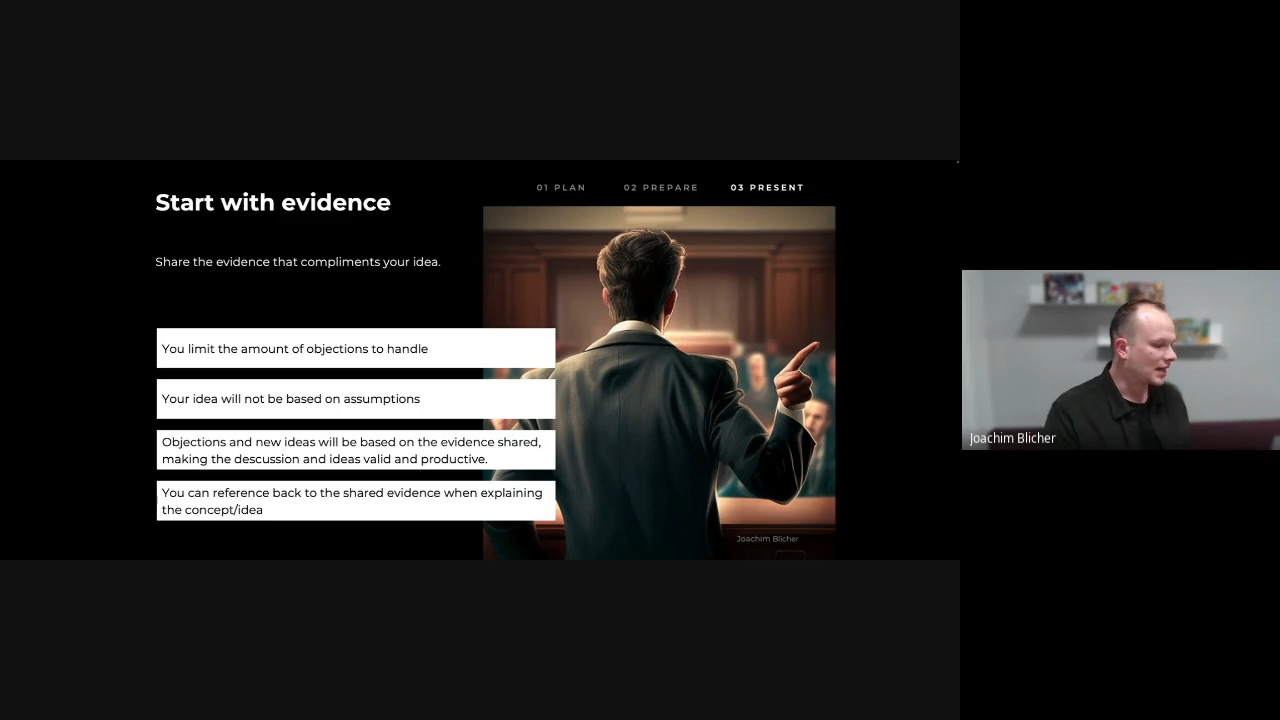 01 PLAN 02 PREPARE 03 PRESENT
Start with evidence
Share the evidence that compliments your idea.
You limit the amount of objections to handle
Your idea will not be based on assumptions
Objections and new ideas will be based on the evidence shared,
making the descussion and ideas valid and productive.
You can reference back to the shared evidence when explaining
the concept/idea
Joachim Blicher
Joachim Blicher